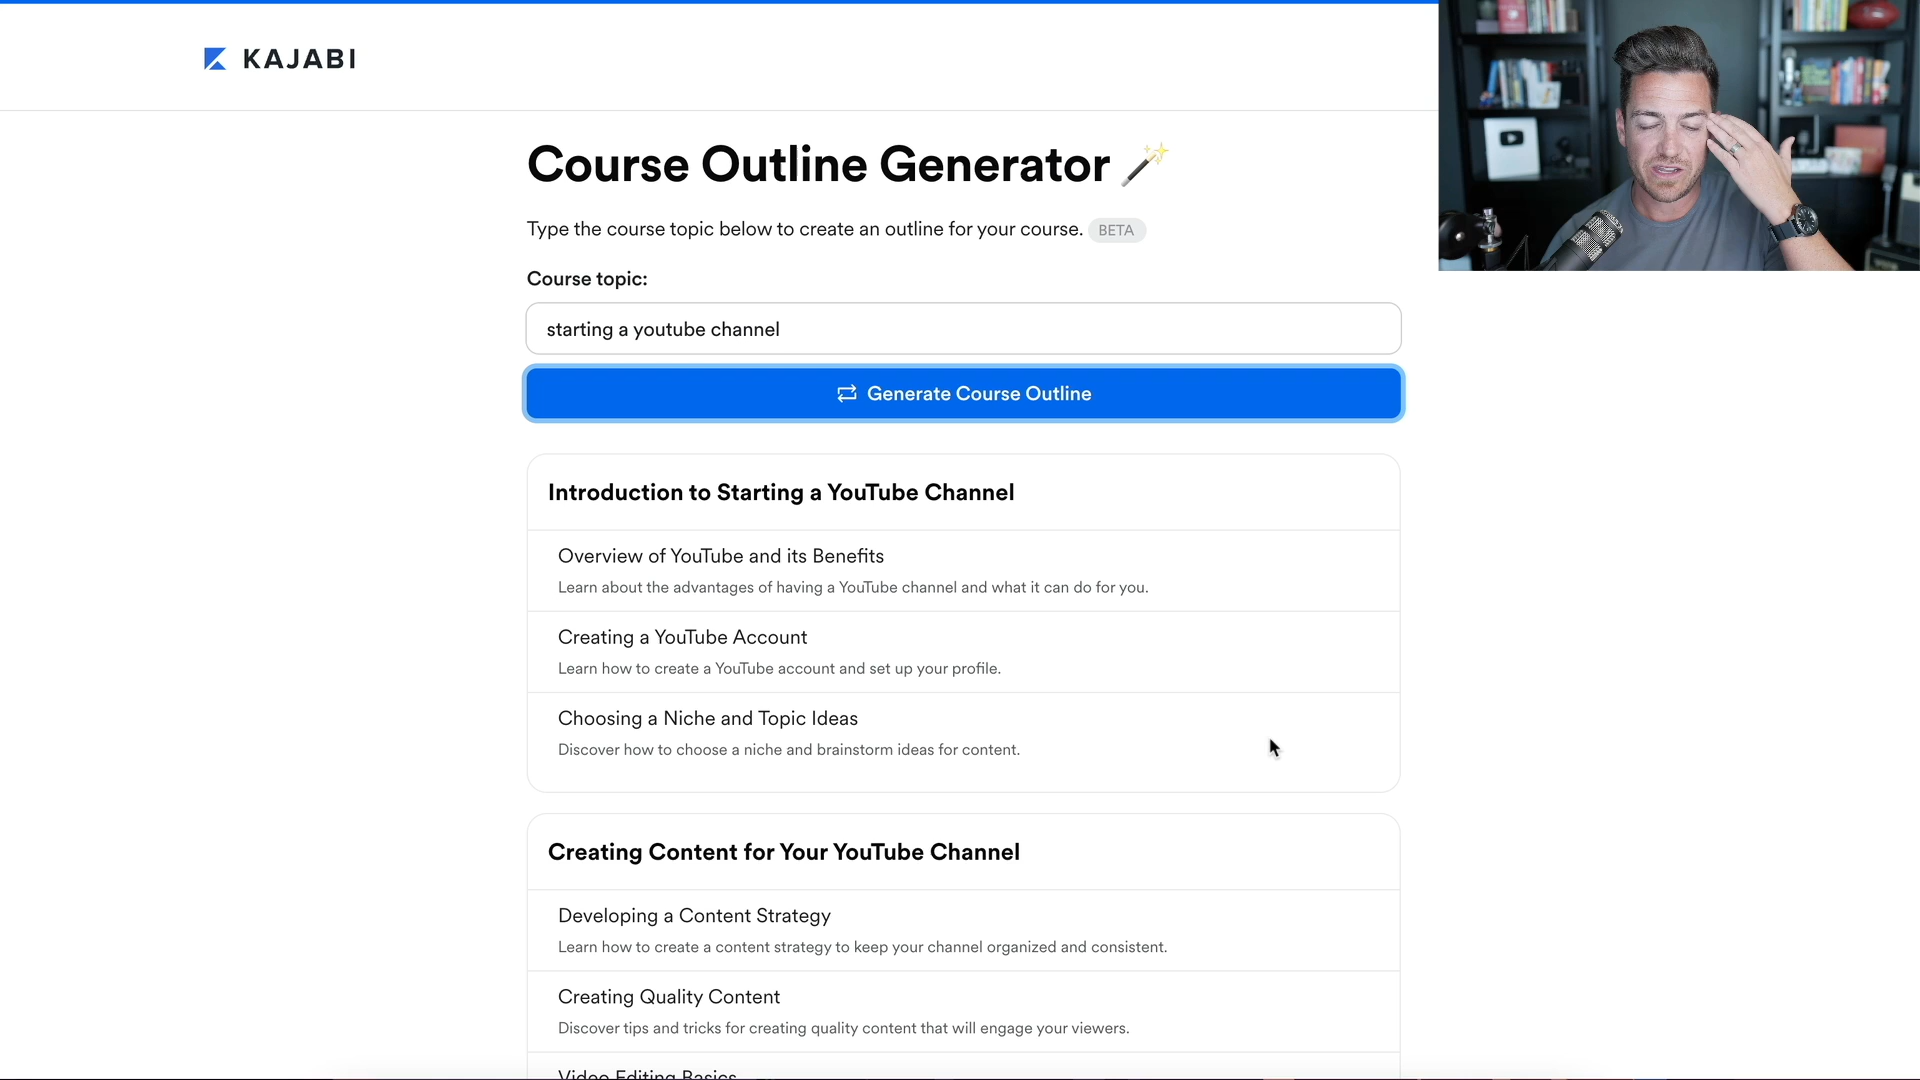 KAJABI
Course Outline Generator
Type the course topic below to create an outline for your course. BETA
Course topic:
starting a youtube channel
Generate Course Outline
Introduction to Starting a YouTube Channel
Overview of YouTube and its Benefits
Learn about the advantages of having a YouTube channel and what it can do for you.
Creating a YouTube Account
Learn how to create a YouTube account and set up your profile.
Choosing a Niche and Topic Ideas
Discover how to choose a niche and brainstorm ideas for content.
Creating Content for Your YouTube Channel
Developing a Content Strategy
Learn how to create a content strategy to keep your channel organized and consistent.
Creating Quality Content
Discover tips and tricks for creating quality content that will engage your viewers.
Video Editing Basics